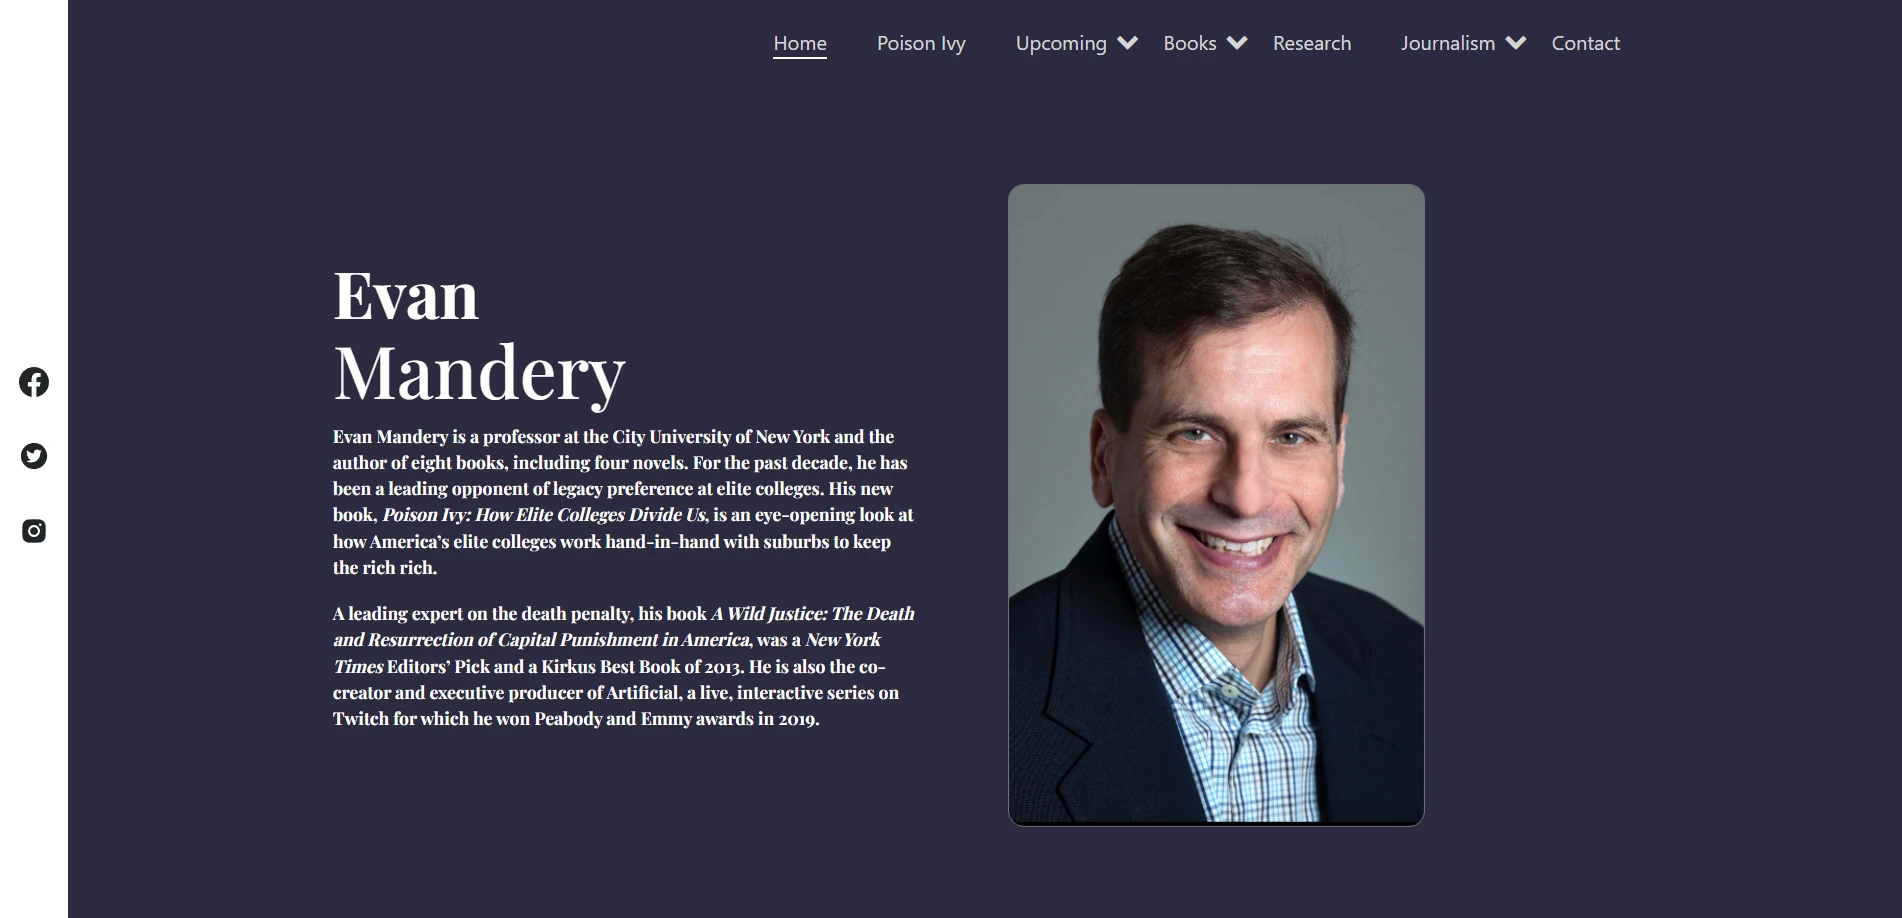 Home Poison Ivy Upcoming Books Research Journalism Contact
Evan
Mandery
Evan Mandery is a professor at the City University of New York and the
author of eight books, including four novels. For the past decade, he has
been a leading opponent of legacy preference at elite colleges. His new
book, Poison Ivy: How Elite Colleges Divide Us, is an eye-opening look at
how America’s elite colleges work hand-in-hand with suburbs to keep
the rich rich.
A leading expert on the death penalty, his book A Wild Justice: The Death
and Resurrection of Capital Punishment in America, was a New York
Times Editors’ Pick and a Kirkus Best Book of 2013. He is also the co-
creator and executive producer of Artificial, a live, interactive series on
Twitch for which he won Peabody and Emmy awards in 2019.